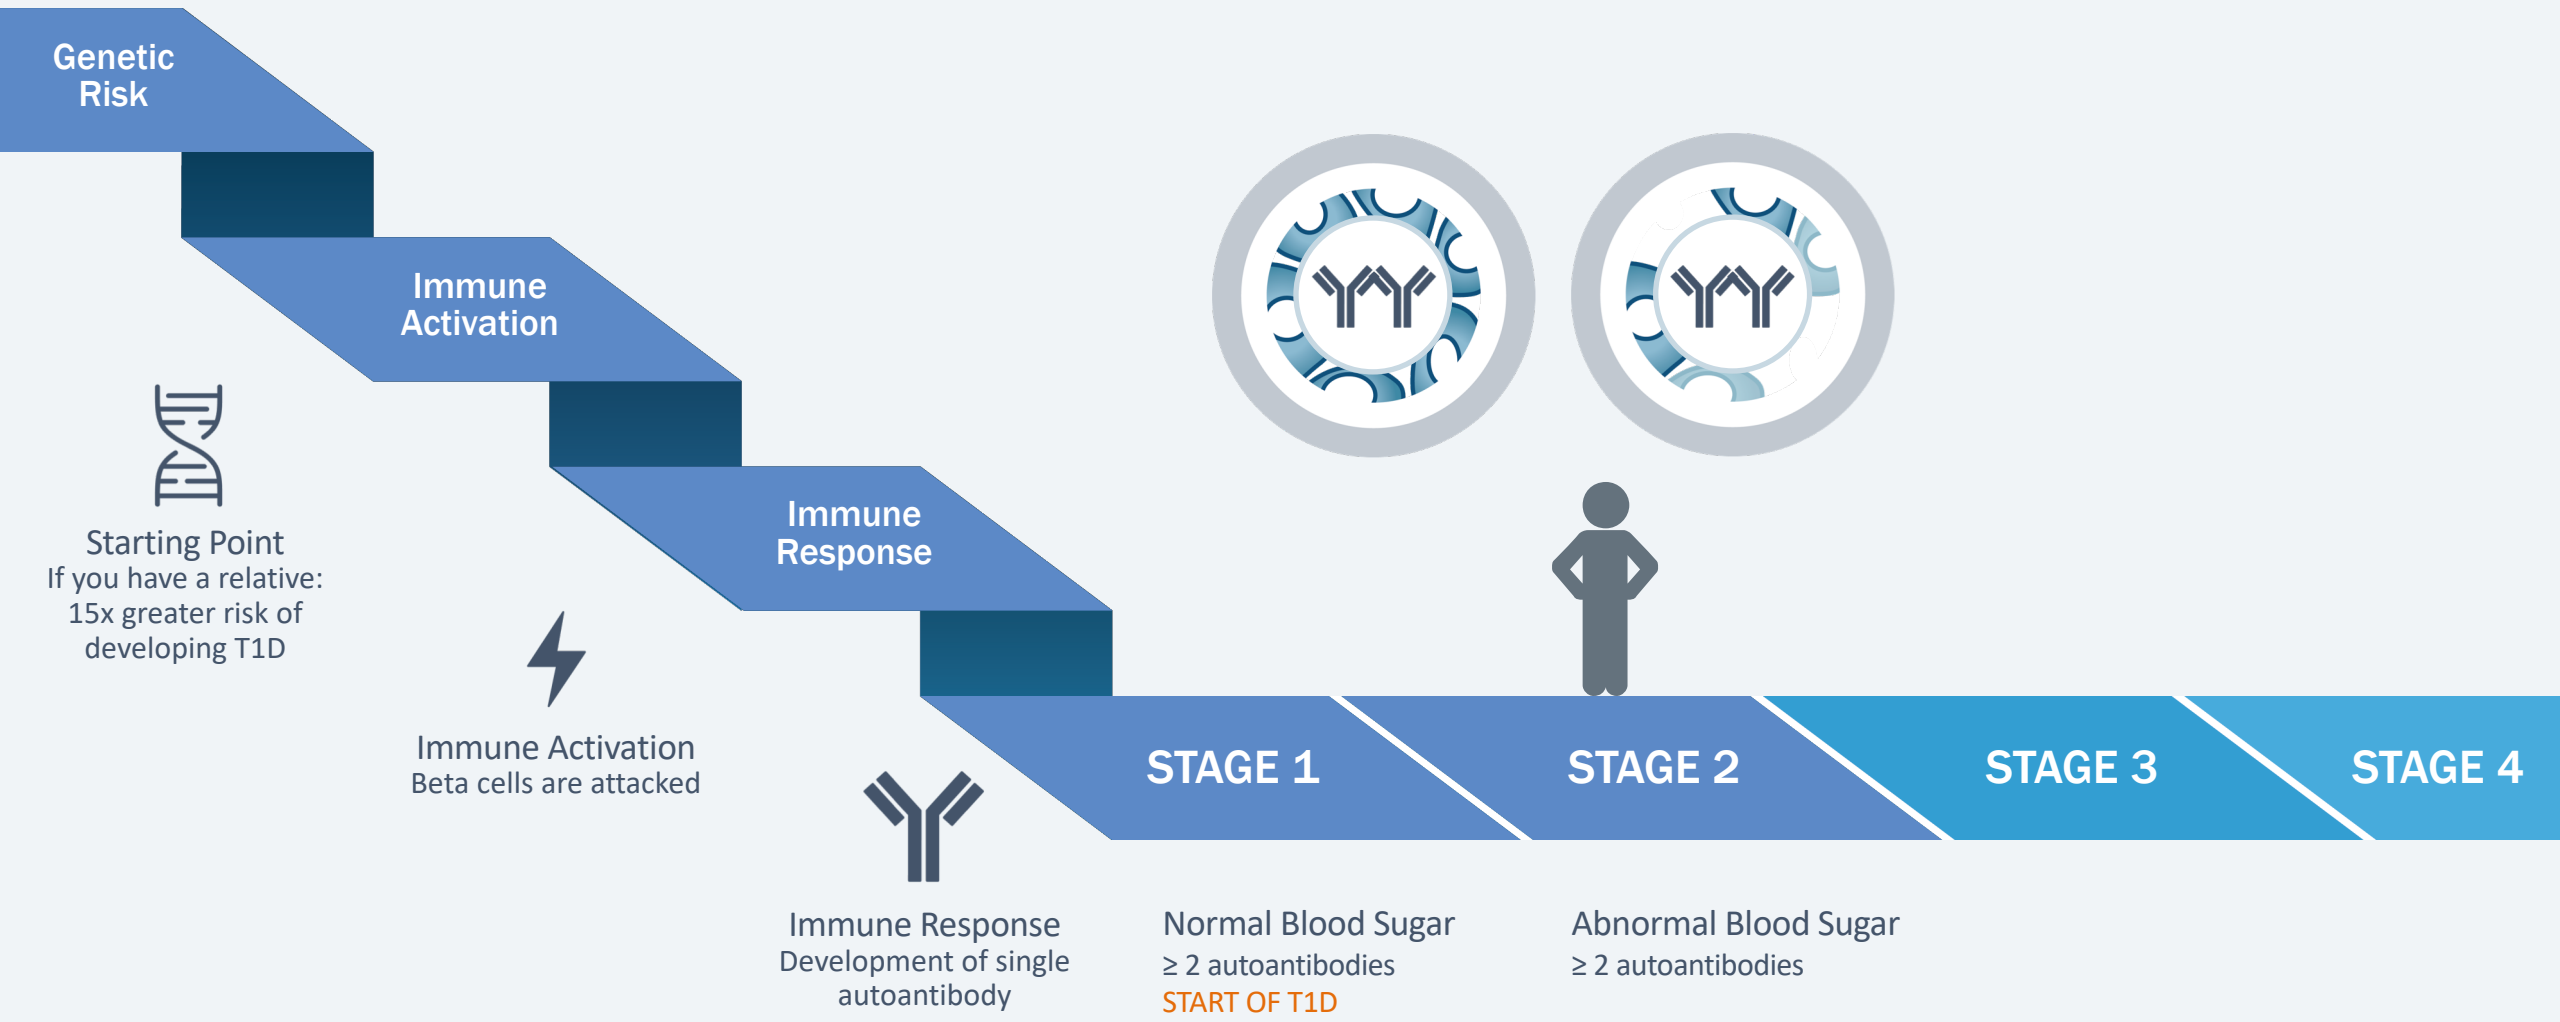 Genetic
Risk
Immune
Activation
Immune
Response
Starting Point
If you have a relative:
15x greater risk of
developing T1D
Immune Activation
Beta cells are attacked
STAGE 1
STAGE 2
STAGE 3
STAGE 4
Immune Response
Development of single
autoantibody
Normal Blood Sugar
≥ 2 autoantibodies
START OF T1D
Abnormal Blood Sugar
≥ 2 autoantibodies